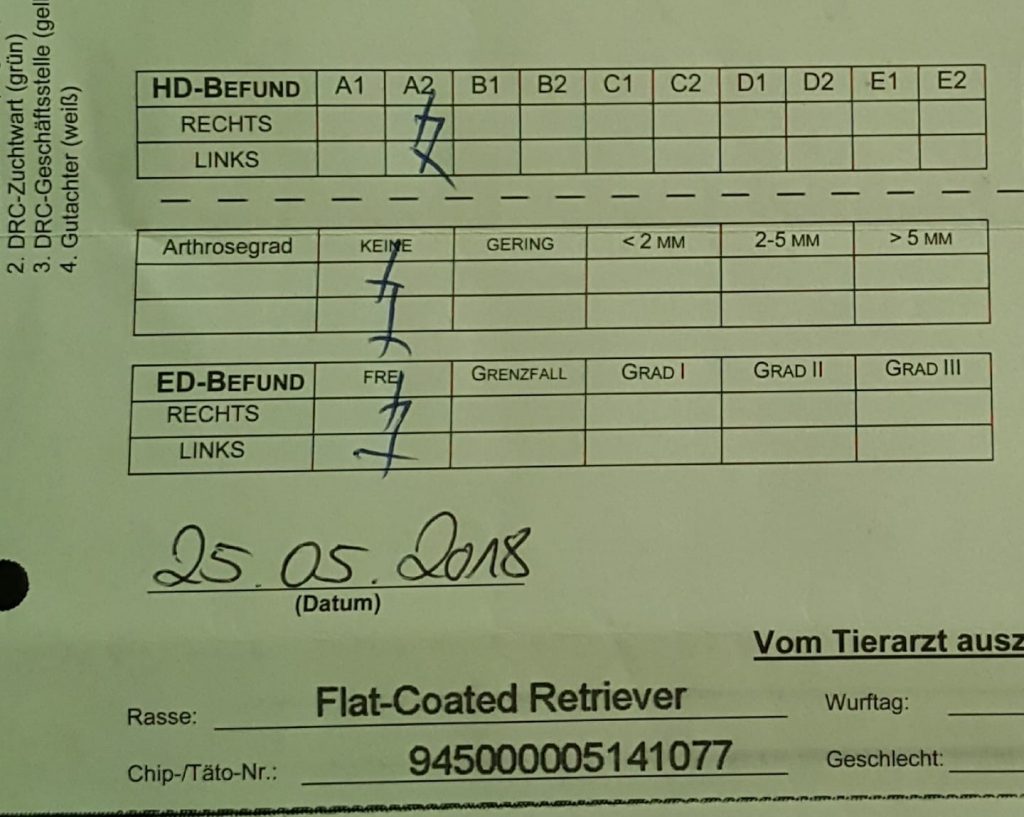 2. DRC-Zuchtwart (grün)
3. DRC-Geschäftsstelle (gel
4. Gutachter (weiß)
HD-BEFUND A1 A2 B1 B2 C1 C2 D1 D2 E1 E2
RECHTS
LINKS
Arthrosegrad KEINE GERING < 2 MM 2-5 MM > 5 MM
ED-BEFUND FREI GRENZFALL GRAD I GRAD II GRAD III
RECHTS
LINKS
25.05.2018
(Datum)
Vom Tierarzt ausz
Rasse: Flat-Coated Retriever Wurftag:
Chip-/Täto-Nr.: 945000005141077 Geschlecht: